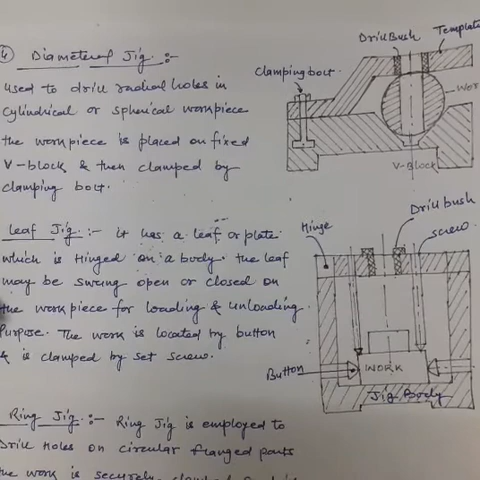 4 Diameteral Jig :-
Used to drill radial holes in
cylindrical or spherical workpiece
the workpiece is placed on fixed
V-block & then clamped by
clamping bolt.
Drill Bush
Template
Clamping bolt
V-Block
Leaf Jig :- it has a leaf or plate
which is Hinged on a body. the leaf
may be swung open or closed on
the workpiece for loading & unloading
Purpose. The work is located by button
& is clamped by set screw.
Hinge
Drill bush
screw
Button
WORK
Jig Body
Ring Jig :- Ring Jig is employed to
Drill Holes on circular flanged parts
the work is securely